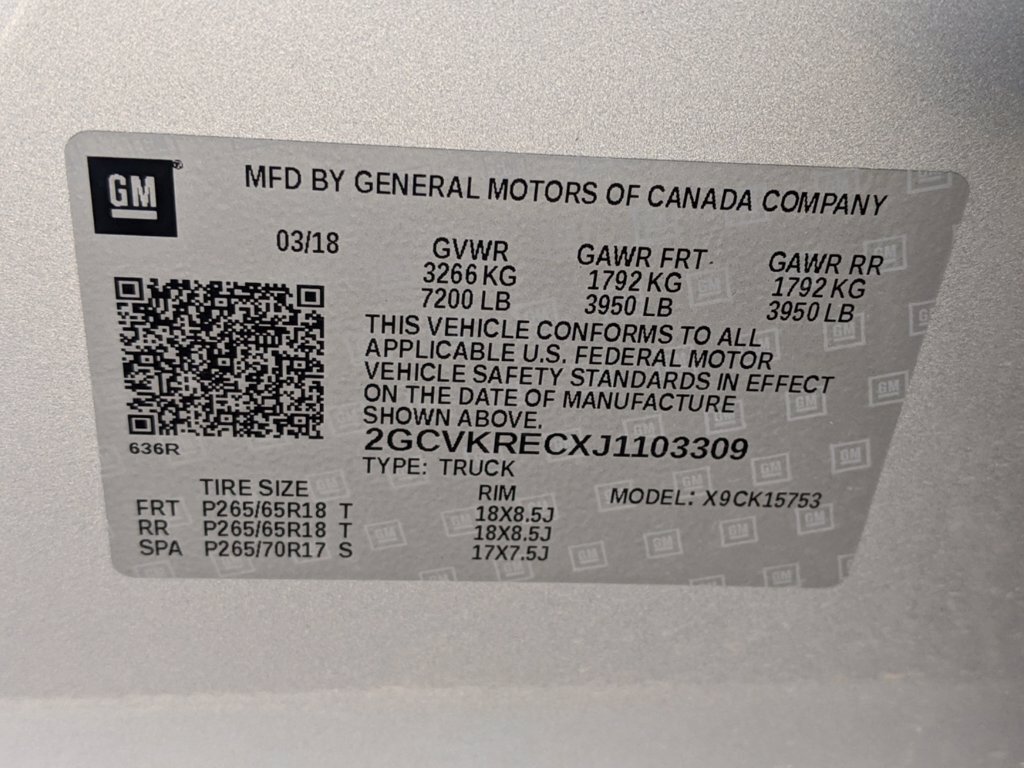 GM
MFD BY GENERAL MOTORS OF CANADA COMPANY
03/18
GVWR GAWR FRT GAWR RR
3266 KG 1792 KG 1792 KG
7200 LB 3950 LB 3950 LB
THIS VEHICLE CONFORMS TO ALL
APPLICABLE U.S. FEDERAL MOTOR
VEHICLE SAFETY STANDARDS IN EFFECT
ON THE DATE OF MANUFACTURE
SHOWN ABOVE.
636R
2GCVKRECXJ1103309
TYPE: TRUCK
TIRE SIZE RIM MODEL: X9CK15753
FRT P265/65R18 T 18X8.5J
RR P265/65R18 T 18X8.5J
SPA P265/70R17 S 17X7.5J